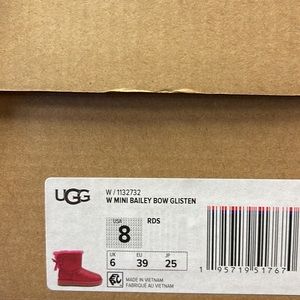 UGG
W / 1132732
W MINI BAILEY BOW GLISTEN
USA
8
RDS
UK EU JP
6 39 25
MADE IN VIETNAM
FABRIQUÉ AU VIETNAM
1 95719 51767